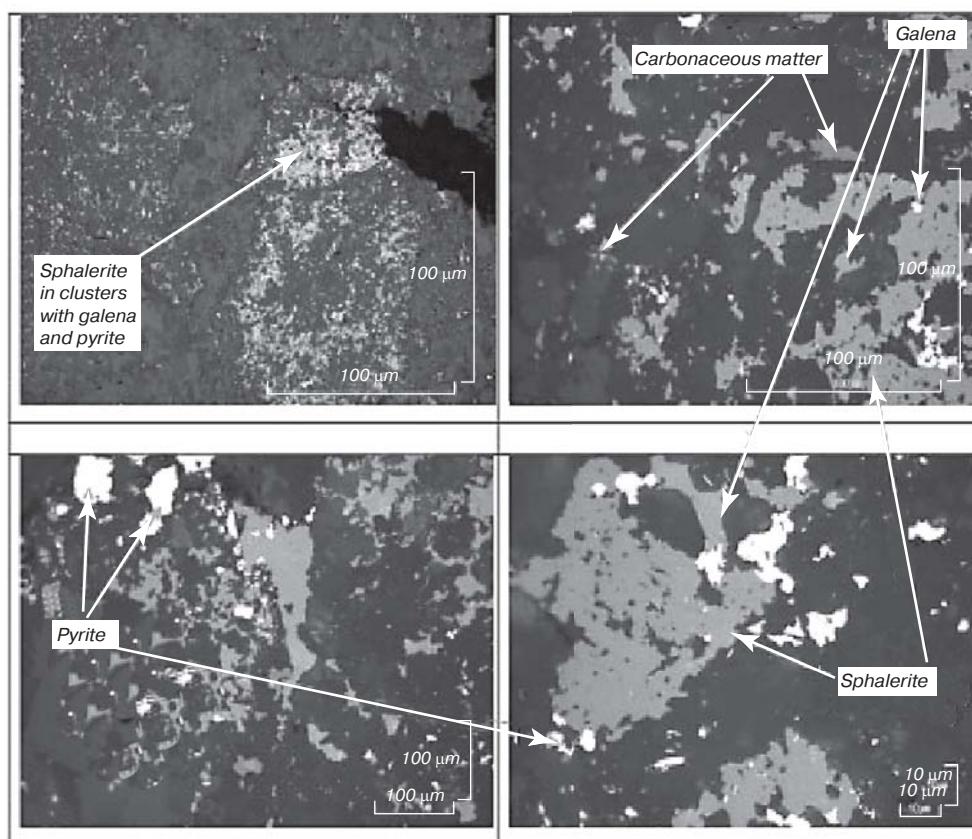 Sphalerite
in clusters
with galena
and pyrite
100 µm
100 µm
Carbonaceous matter
Galena
100 µm
100 µm
Pyrite
100 µm
100 µm
Sphalerite
10 µm
10 µm